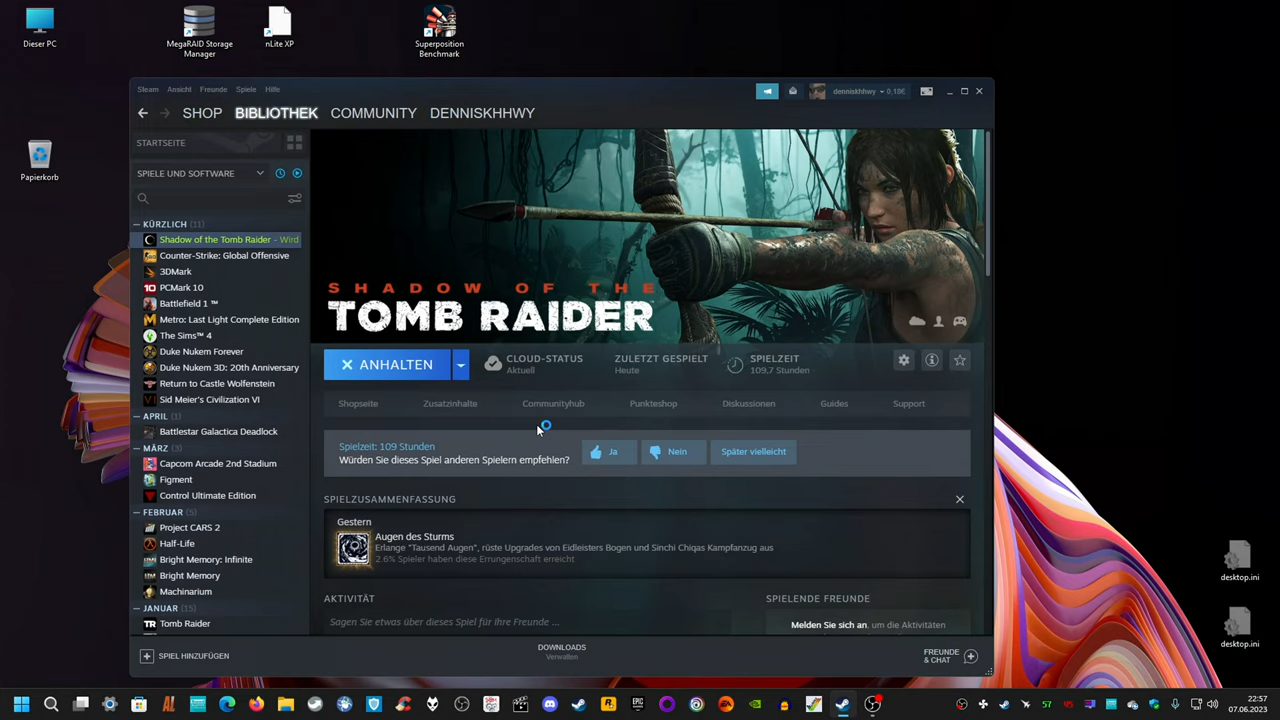 Dieser PC
MegaRAID Storage
Manager
nLite XP
Superposition
Benchmark
Papierkorb
Steam Ansicht Freunde Spiele Hilfe
denniskhhwy 0,18€
SHOP BIBLIOTHEK COMMUNITY DENNISKHHWY
STARTSEITE
SPIELE UND SOFTWARE
KÜRZLICH (11)
Shadow of the Tomb Raider - Wird
Counter-Strike: Global Offensive
3DMark
PCMark 10
Battlefield 1 ™
Metro: Last Light Complete Edition
The Sims™ 4
Duke Nukem Forever
Duke Nukem 3D: 20th Anniversary
Return to Castle Wolfenstein
Sid Meier's Civilization VI
APRIL (1)
Battlestar Galactica Deadlock
MÄRZ (3)
Capcom Arcade 2nd Stadium
Figment
Control Ultimate Edition
FEBRUAR (5)
Project CARS 2
Half-Life
Bright Memory: Infinite
Bright Memory
Machinarium
JANUAR (15)
Tomb Raider
SHADOW OF THE
TOMB RAIDER
ANHALTEN
CLOUD-STATUS
Aktuell
ZULETZT GESPIELT
Heute
SPIELZEIT
109,7 Stunden
Shopseite Zusatzinhalte Communityhub Punkteshop Diskussionen Guides Support
Spielzeit: 109 Stunden
Würden Sie dieses Spiel anderen Spielern empfehlen?
Ja Nein Später vielleicht
SPIELZUSAMMENFASSUNG
Gestern
Augen des Sturms
Erlange "Tausend Augen", rüste Upgrades von Eidleisters Bogen und Sinchi Chiqas Kampfanzug aus
2.6% Spieler haben diese Errungenschaft erreicht
AKTIVITÄT
Sagen Sie etwas über dieses Spiel für Ihre Freunde ...
SPIELENDE FREUNDE
Melden Sie sich an, um die Aktivitäten
SPIEL HINZUFÜGEN
DOWNLOADS
Verwalten
FREUNDE
& CHAT
desktop.ini
desktop.ini
57
22:57
07.06.2023